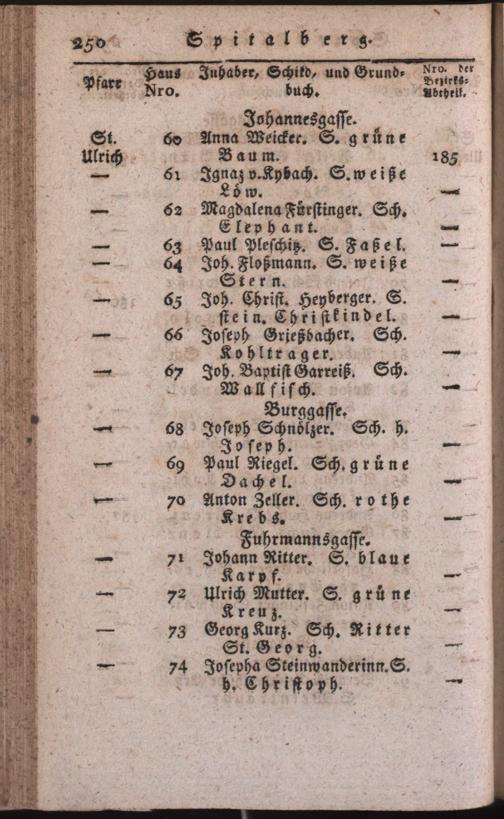 250 Spitalberg.
Pfarr Haus Nro. Inhaber, Schild, und Grund-buch. Nro. der Bezirks-Abtheil.
Johannesgasse.
St. 60 Anna Weicker. S. grüne
Ulrich Baum. 185
— 61 Ignaz v. Kybach. S. weiße
Löw. —
— 62 Magdalena Fürstinger. Sch.
Elephant. —
— 63 Paul Pleschitz. S. Faßel. —
— 64 Joh. Floßmann. S. weiße
Stern. —
— 65 Joh. Christ. Heyberger. S.
stein. Christkindel. —
— 66 Joseph Grießbacher. Sch.
Kohltrager. —
— 67 Joh. Baptist Garreiß. Sch.
Wallfisch. —
Burggasse.
— 68 Joseph Schnölzer. Sch. h.
Joseph. —
— 69 Paul Riegel. Sch. grüne
Dachel. —
— 70 Anton Zeller. Sch. rothe
Krebs. —
Fuhrmannsgasse.
— 71 Johann Ritter. S. blaue
Karpf. —
— 72 Ulrich Mutter. S. grüne
Kreuz. —
— 73 Georg Kurz. Sch. Ritter
St. Georg. —
— 74 Josepha Steinwanderinn. S.
h. Christoph. —